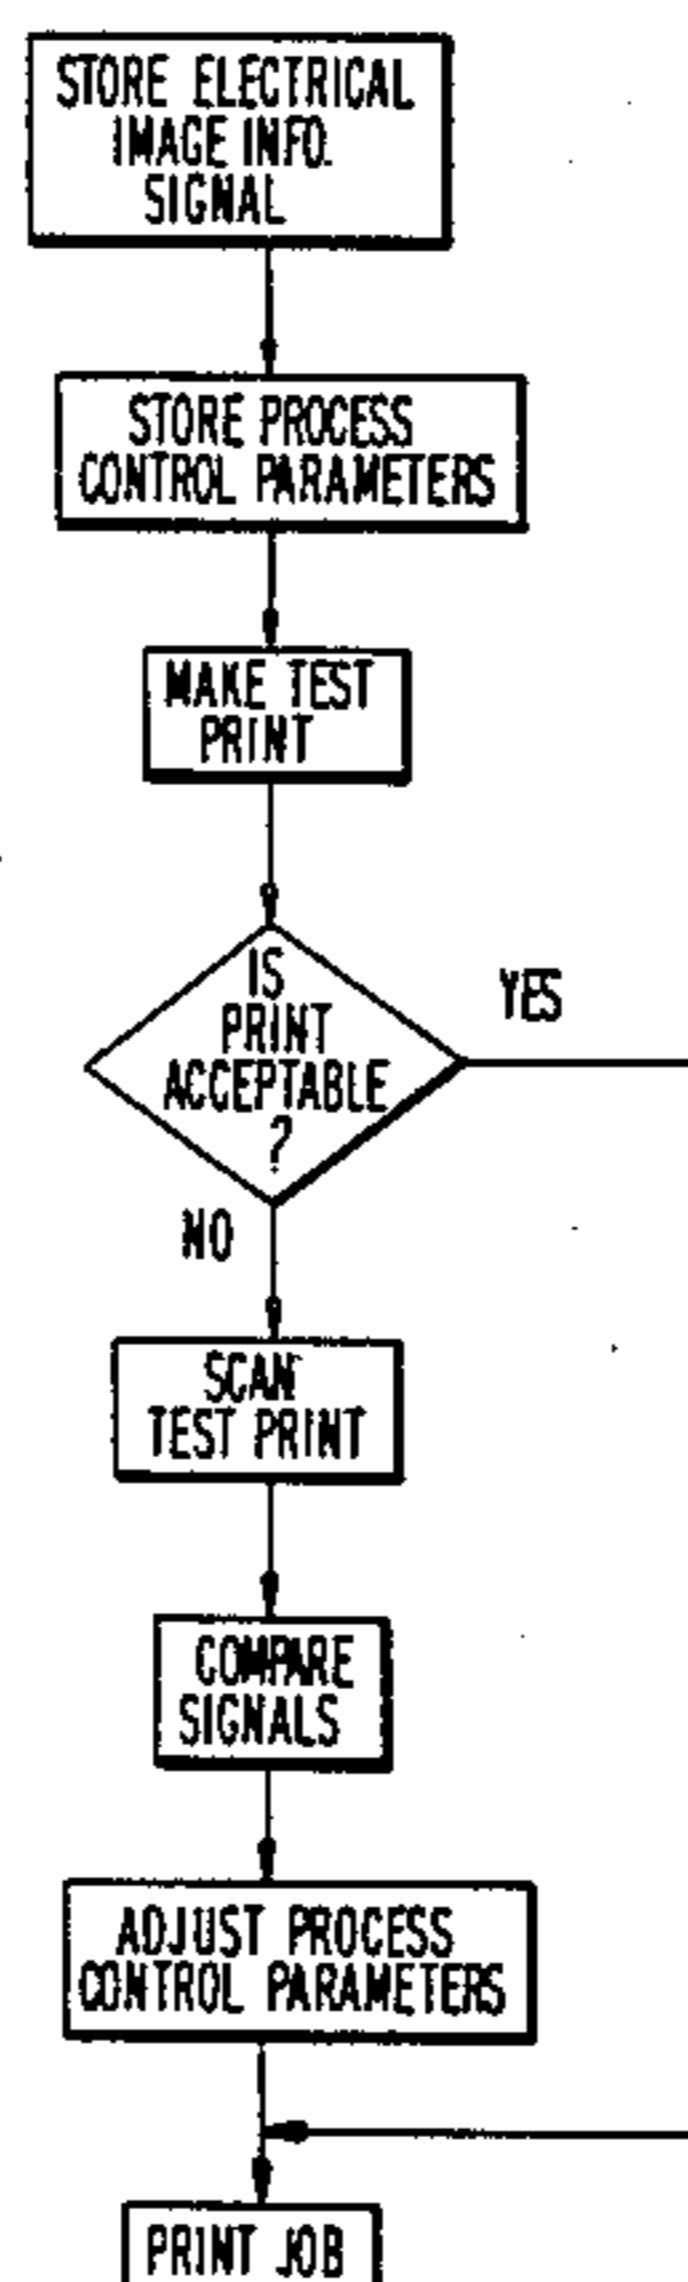 STORE ELECTRICAL
IMAGE INFO.
SIGNAL
STORE PROCESS
CONTROL PARAMETERS
MAKE TEST
PRINT
IS
PRINT
ACCEPTABLE
?
YES
NO
SCAN
TEST PRINT
COMPARE
SIGNALS
ADJUST PROCESS
CONTROL PARAMETERS
PRINT JOB